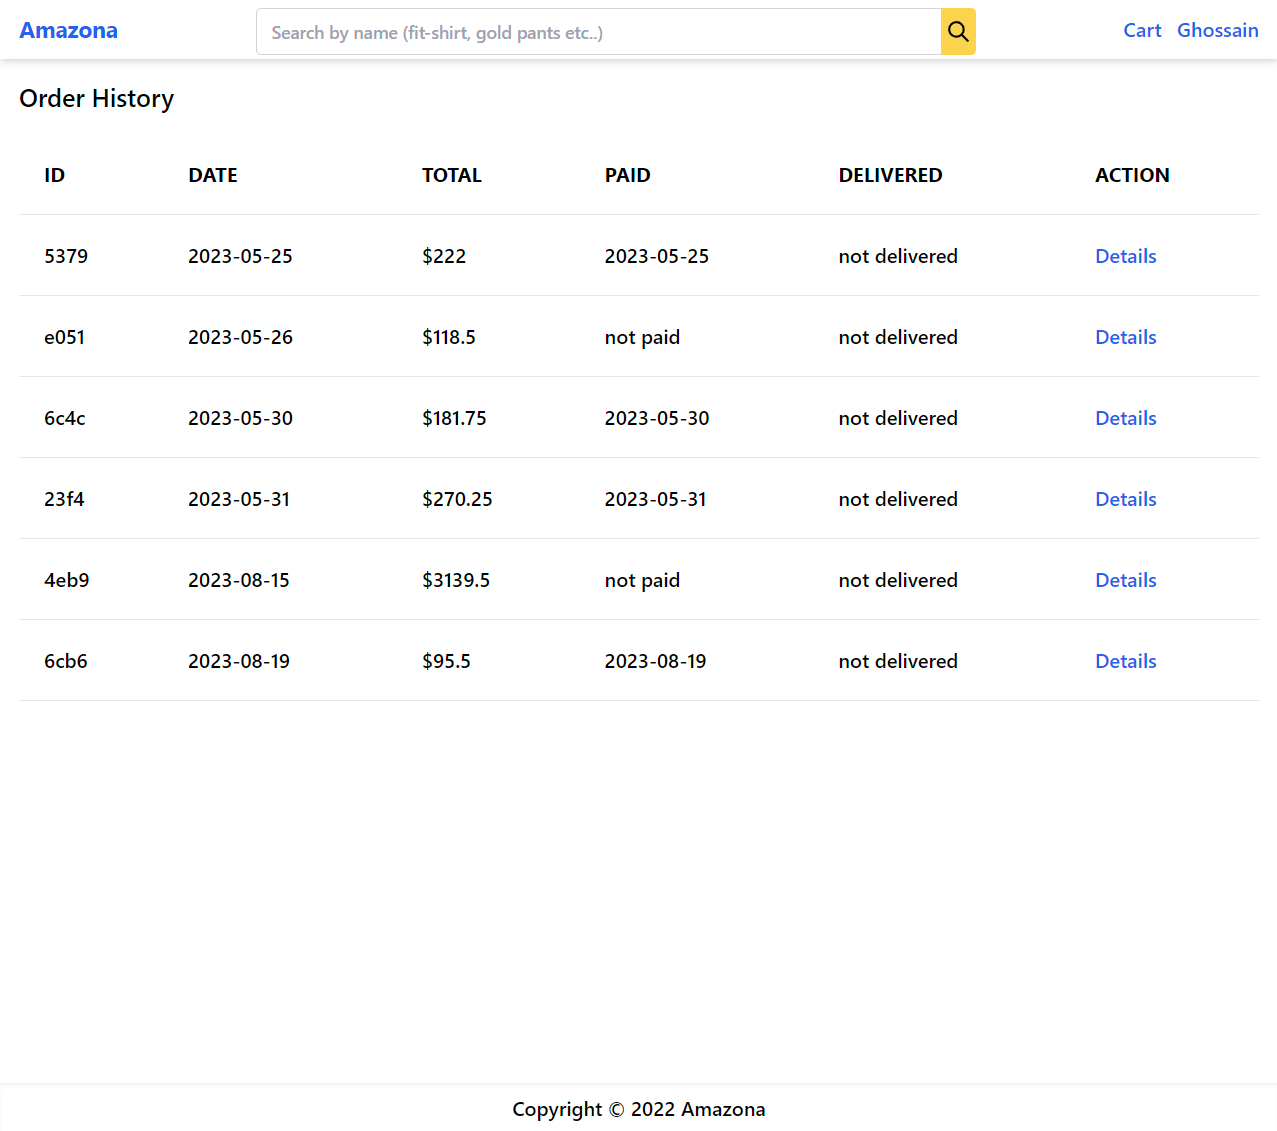 Amazona Search by name (fit-shirt, gold pants etc..) Cart Ghossain
Order History
ID DATE TOTAL PAID DELIVERED ACTION
5379 2023-05-25 $222 2023-05-25 not delivered Details
e051 2023-05-26 $118.5 not paid not delivered Details
6c4c 2023-05-30 $181.75 2023-05-30 not delivered Details
23f4 2023-05-31 $270.25 2023-05-31 not delivered Details
4eb9 2023-08-15 $3139.5 not paid not delivered Details
6cb6 2023-08-19 $95.5 2023-08-19 not delivered Details
Copyright © 2022 Amazona